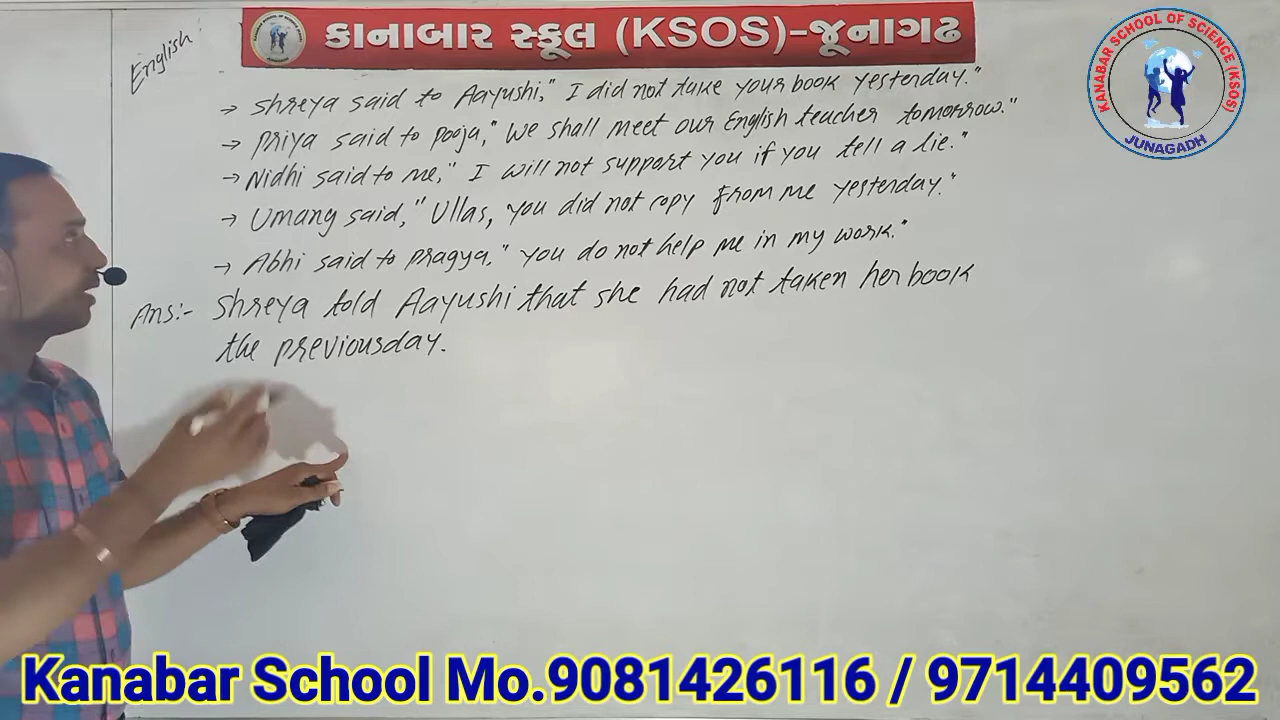 કાનાબાર સ્કૂલ (KSOS)-જૂનાગઢ
KANABAR SCHOOL OF SCIENCE (KSOS)
JUNAGADH
English
→ Shreya said to Aayushi," I did not take your book yesterday."
→ Priya said to Pooja," We shall meet our English teacher tomorrow."
→ Nidhi said to me," I will not support you if you tell a lie."
→ Umang said," Ullas, you did not copy from me yesterday."
→ Abhi said to Pragya," You do not help me in my work."
Ans:- Shreya told Aayushi that she had not taken her book
the previousday.
Kanabar School Mo.9081426116 / 9714409562